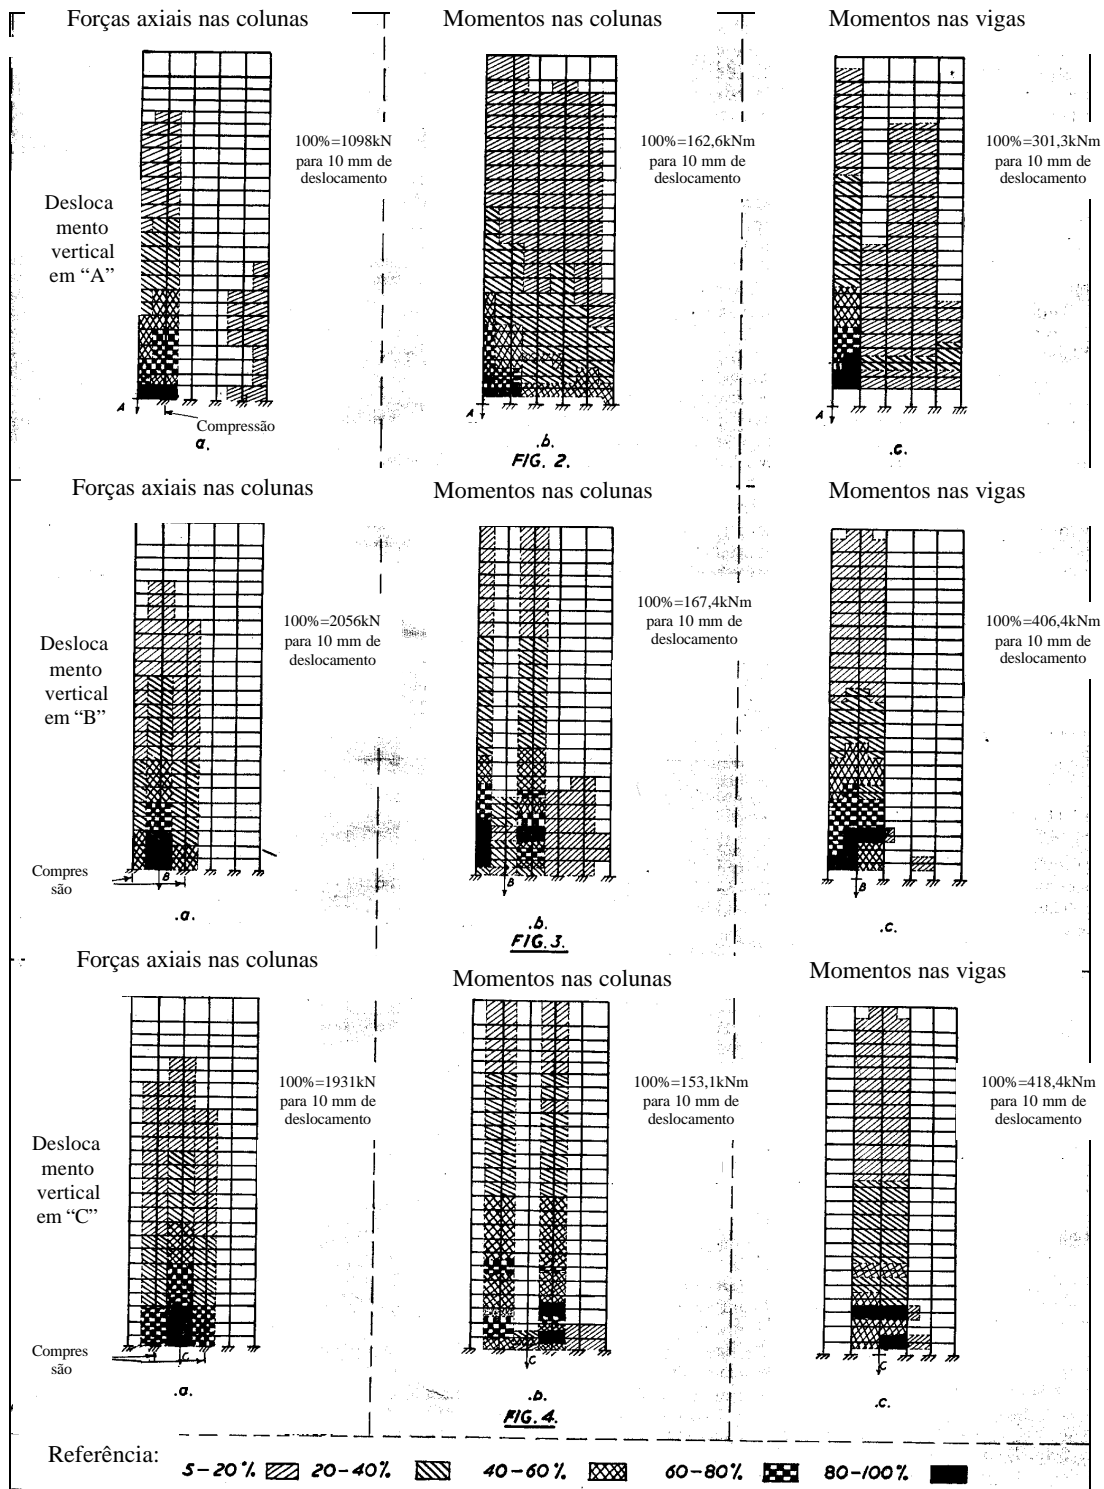 Forças axiais nas colunas
Momentos nas colunas
Momentos nas vigas
Desloca
mento
vertical
em “A”
100%=1098kN
para 10 mm de
deslocamento
100%=162,6kNm
para 10 mm de
deslocamento
100%=301,3kNm
para 10 mm de
deslocamento
A
Compressão
A
A
a.
.b.
.c.
FIG. 2.
Forças axiais nas colunas
Momentos nas colunas
Momentos nas vigas
Desloca
mento
vertical
em “B”
100%=2056kN
para 10 mm de
deslocamento
100%=167,4kNm
para 10 mm de
deslocamento
100%=406,4kNm
para 10 mm de
deslocamento
Compres
são
B
B
B
.a.
.b.
.c.
FIG. 3.
Forças axiais nas colunas
Momentos nas colunas
Momentos nas vigas
Desloca
mento
vertical
em “C”
100%=1931kN
para 10 mm de
deslocamento
100%=153,1kNm
para 10 mm de
deslocamento
100%=418,4kNm
para 10 mm de
deslocamento
Compres
são
C
C
C
.a.
.b.
.c.
FIG. 4.
Referência:
5-20% 20-40% 40-60% 60-80% 80-100%